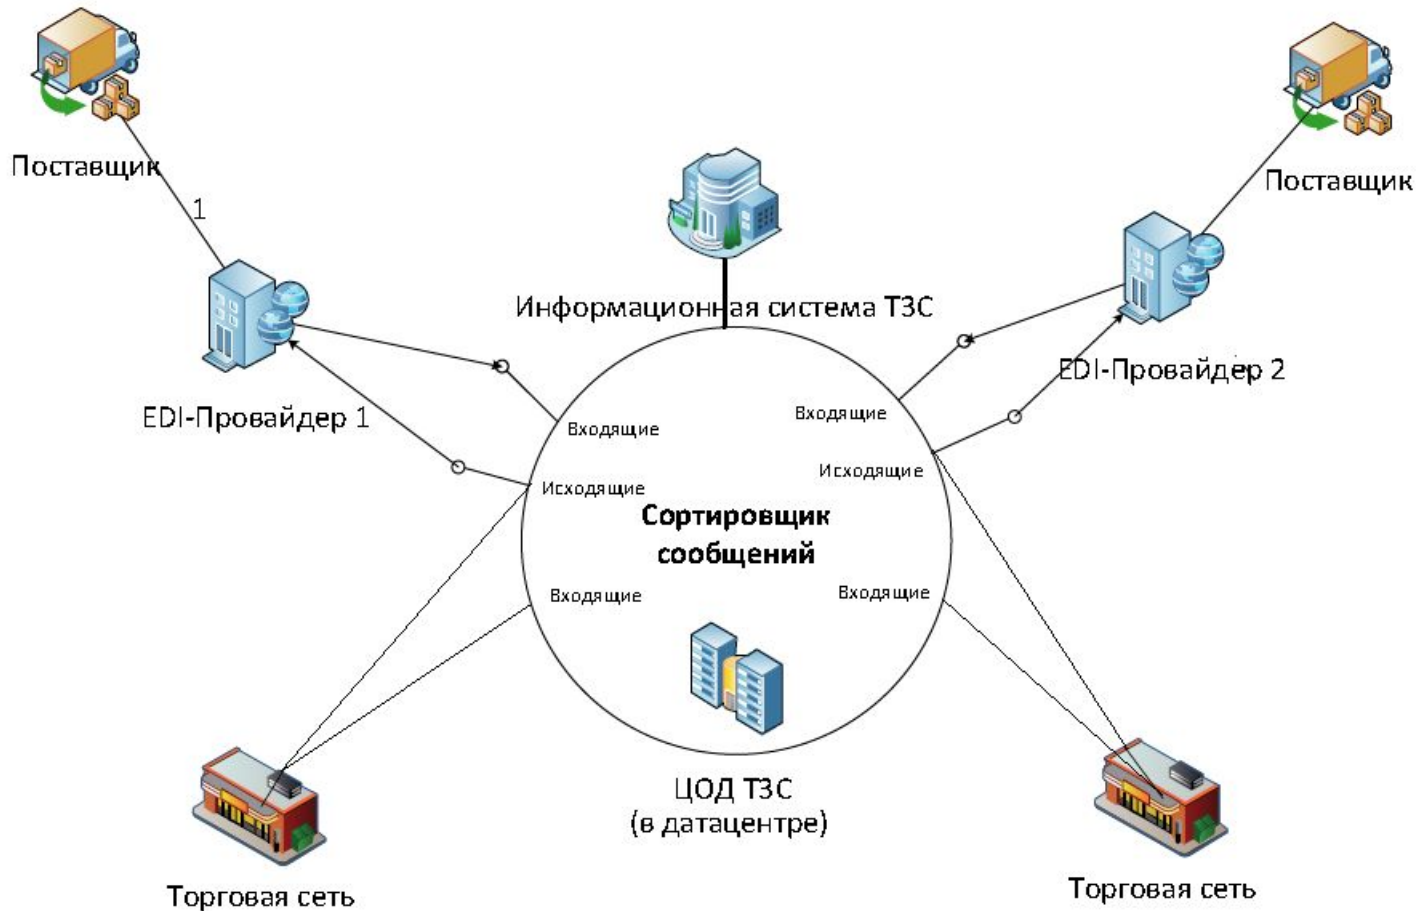 Поставщик
Поставщик
1
Информационная система ТЗС
EDI-Провайдер 2
EDI-Провайдер 1
Входящие
Входящие
Исходящие
Исходящие
Сортировщик
сообщений
Входящие
Входящие
ЦОД ТЗС
(в датацентре)
Торговая сеть
Торговая сеть